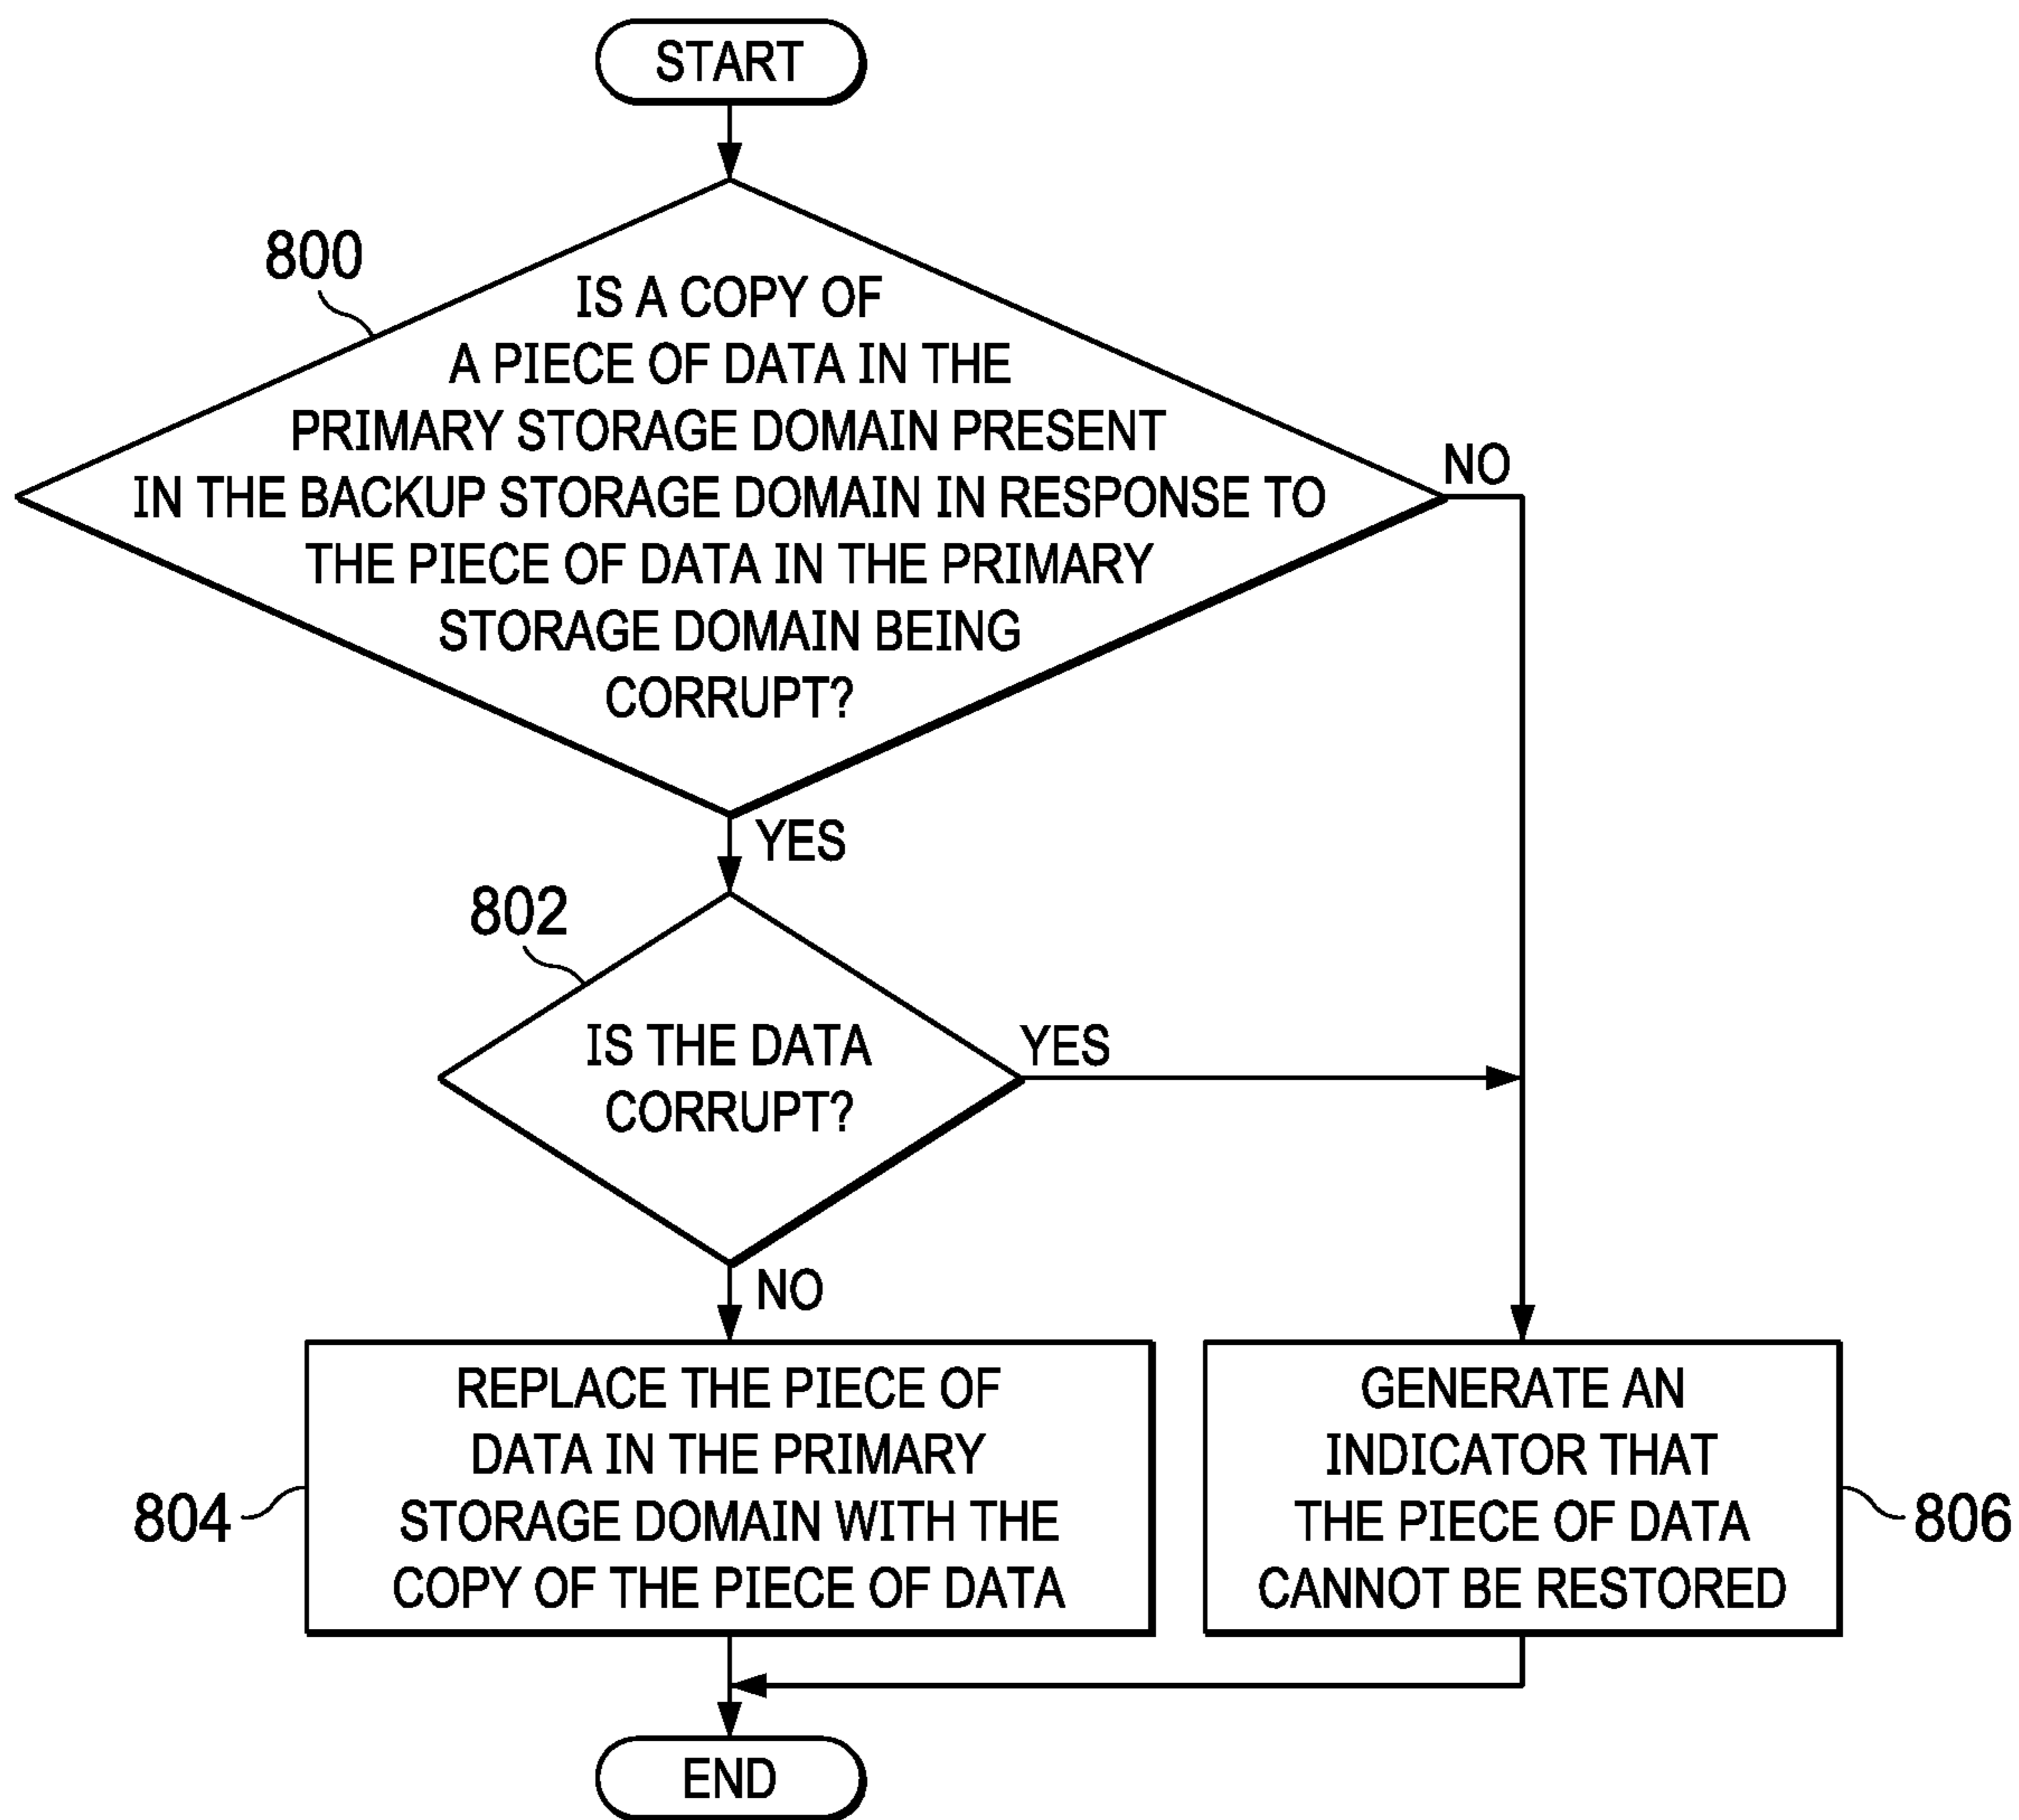 START
800
IS A COPY OF
A PIECE OF DATA IN THE
PRIMARY STORAGE DOMAIN PRESENT
IN THE BACKUP STORAGE DOMAIN IN RESPONSE TO
THE PIECE OF DATA IN THE PRIMARY
STORAGE DOMAIN BEING
CORRUPT?
NO
YES
802
IS THE DATA
CORRUPT?
YES
NO
804
REPLACE THE PIECE OF
DATA IN THE PRIMARY
STORAGE DOMAIN WITH THE
COPY OF THE PIECE OF DATA
GENERATE AN
INDICATOR THAT
THE PIECE OF DATA
CANNOT BE RESTORED
806
END